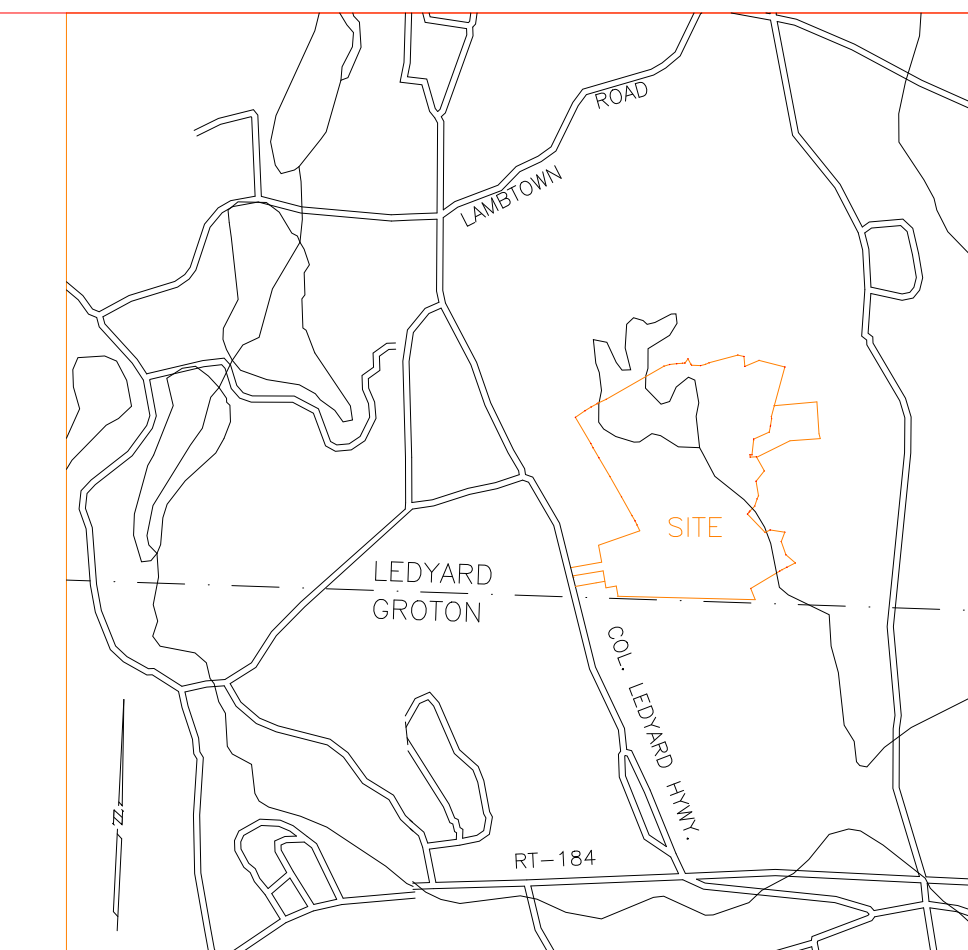 ROAD
LAMBTOWN
SITE
LEDYARD
GROTON
COL. LEDYARD HYWY.
N
RT-184